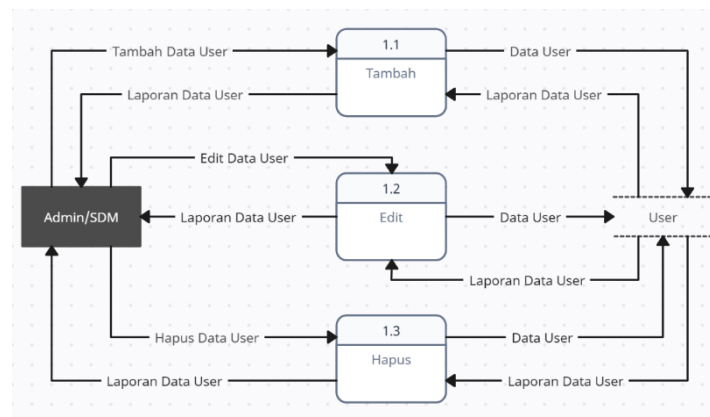 1.1
Tambah Data User
Data User
Tambah
Laporan Data User
Laporan Data User
Edit Data User
1.2
Admin/SDM
Laporan Data User
Edit
Data User
User
Laporan Data User
1.3
Hapus Data User
Data User
Hapus
Laporan Data User
Laporan Data User